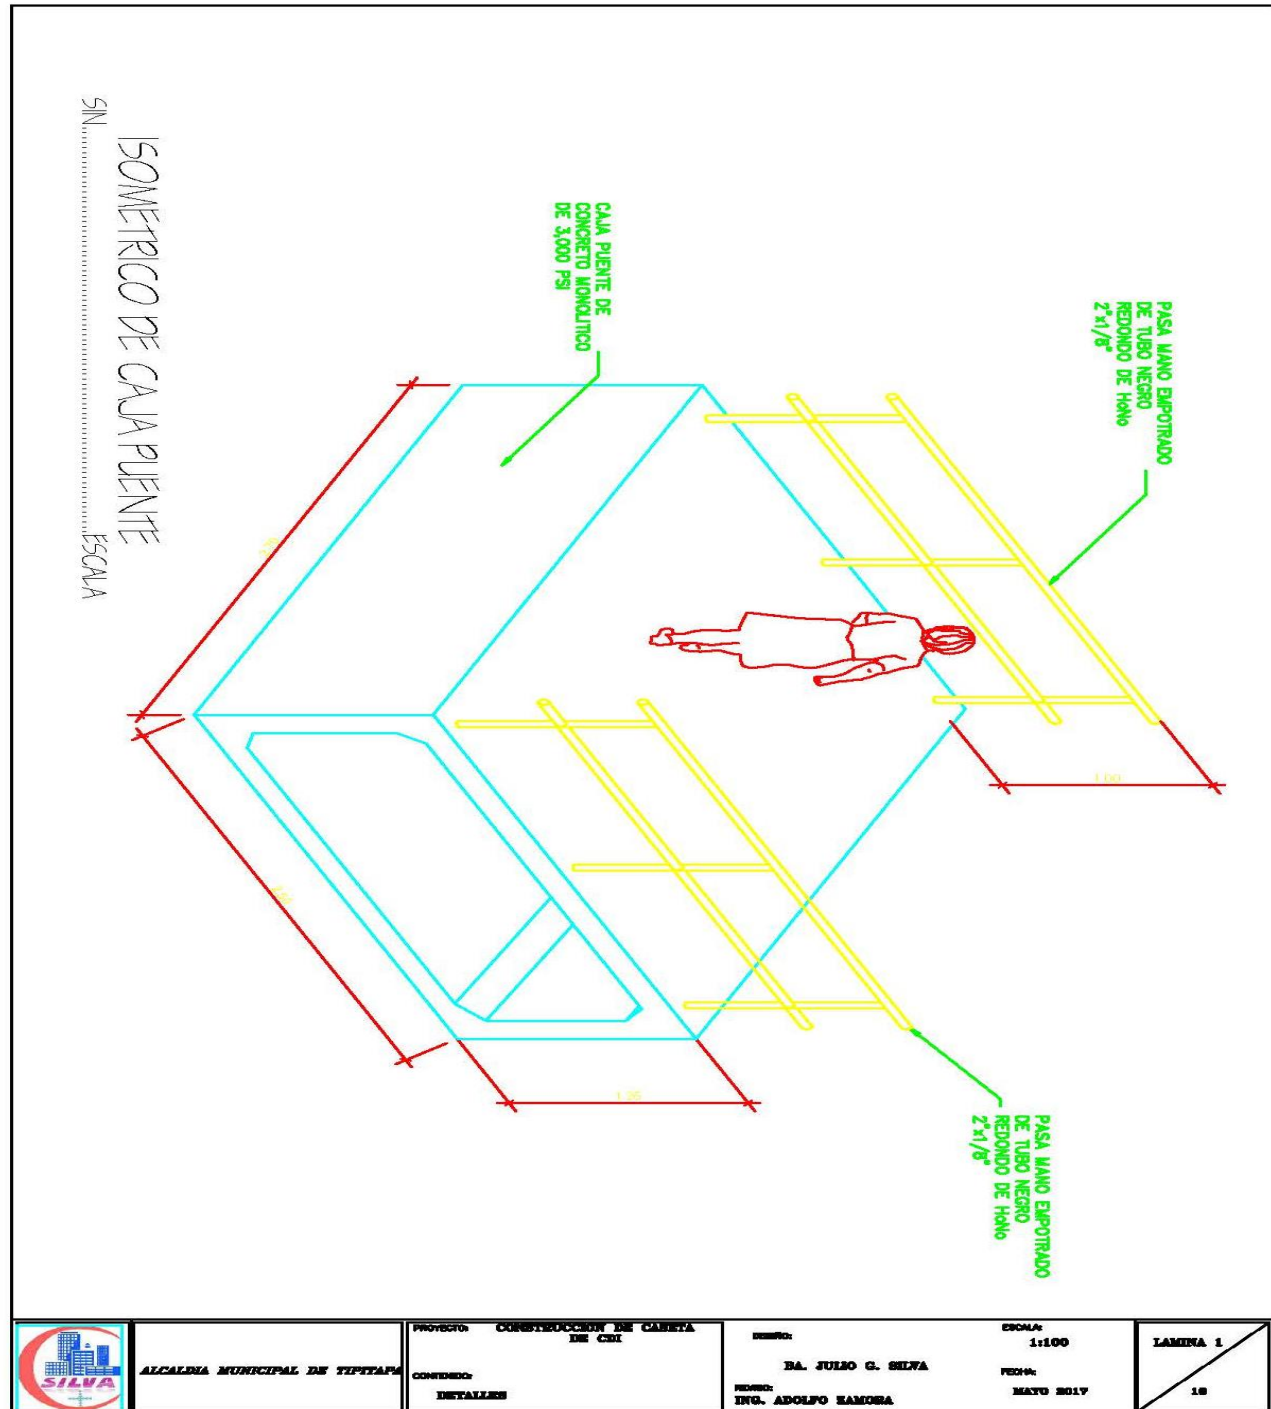 ISOMETRICO DE CAJA PUENTE
SIN ESCALA
CAJA PUENTE DE
CONCRETO MONOLITICO
DE 3,000 PSI
PASA MANO EMPOTRADO
DE TUBO NEGRO
REDONDO DE HoNo
2"x1/8"
1.00
1.35
PASA MANO EMPOTRADO
DE TUBO NEGRO
REDONDO DE HoNo
2"x1/8"
SILVA
ALCALDIA MUNICIPAL DE TIPITAPA
PROYECTO: CONSTRUCCION DE CASETA
DE CDI
CONTENIDO:
DETALLES
DISEÑO:
BA. JULIO G. SILVA
REVISO:
ING. ADOLFO ZAMORA
ESCALA:
1:100
FECHA:
MAYO 2017
LAMINA 1